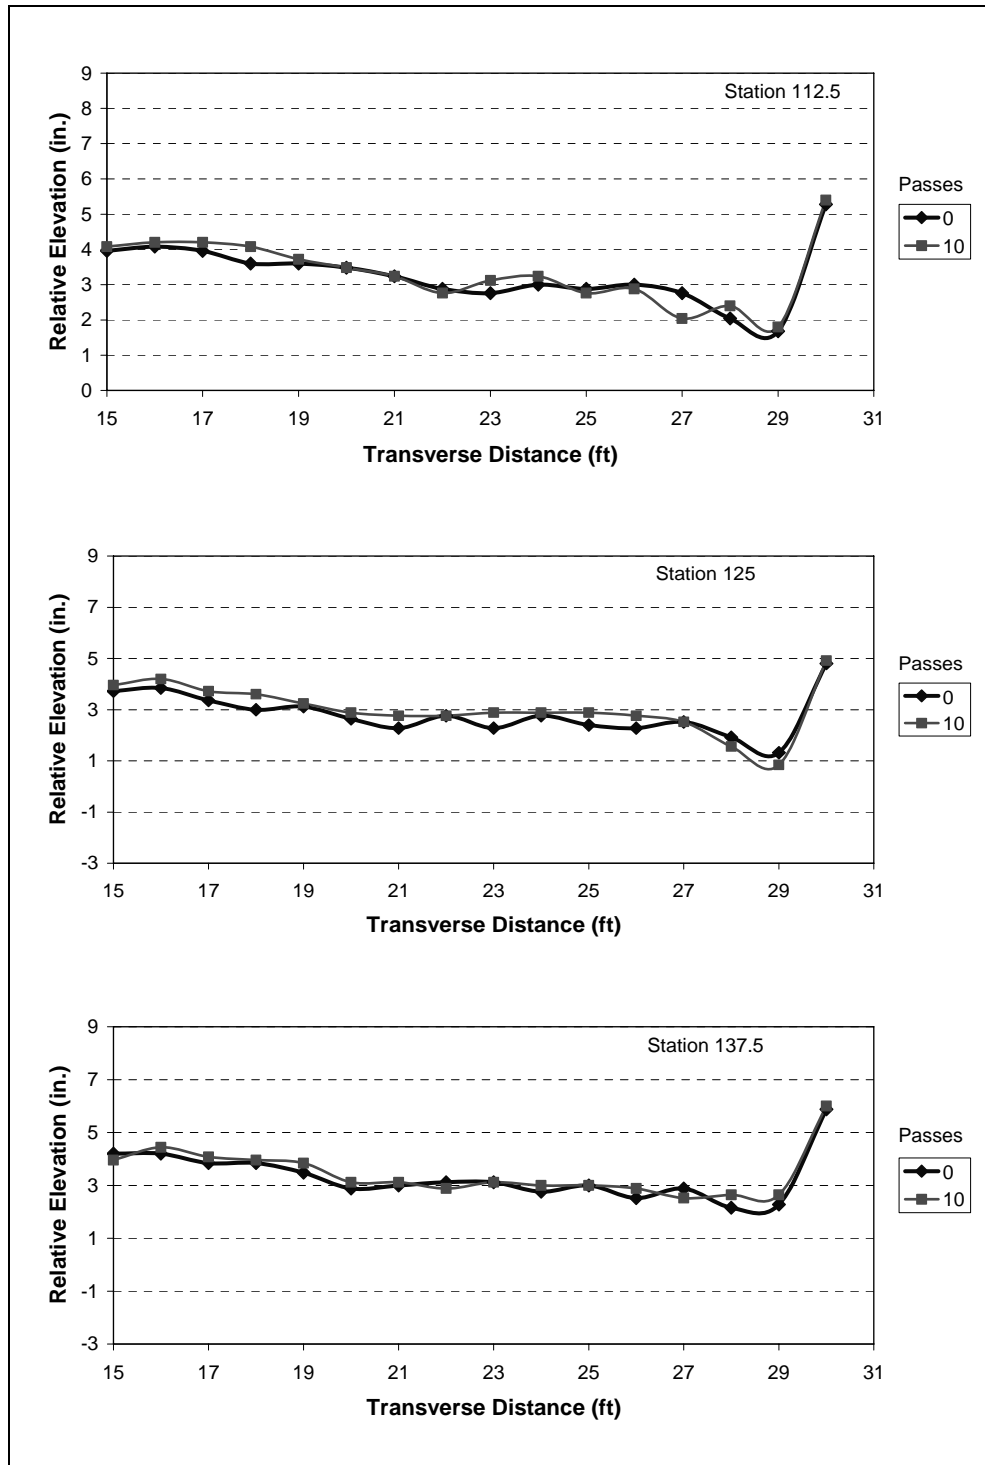 Station 112.5
Relative Elevation (in.)
9
8
7
6
5
4
3
2
1
0
15 17 19 21 23 25 27 29 31
Transverse Distance (ft)
Passes
0
10
Station 125
Relative Elevation (in.)
9
7
5
3
1
-1
-3
15 17 19 21 23 25 27 29 31
Transverse Distance (ft)
Passes
0
10
Station 137.5
Relative Elevation (in.)
9
7
5
3
1
-1
-3
15 17 19 21 23 25 27 29 31
Transverse Distance (ft)
Passes
0
10